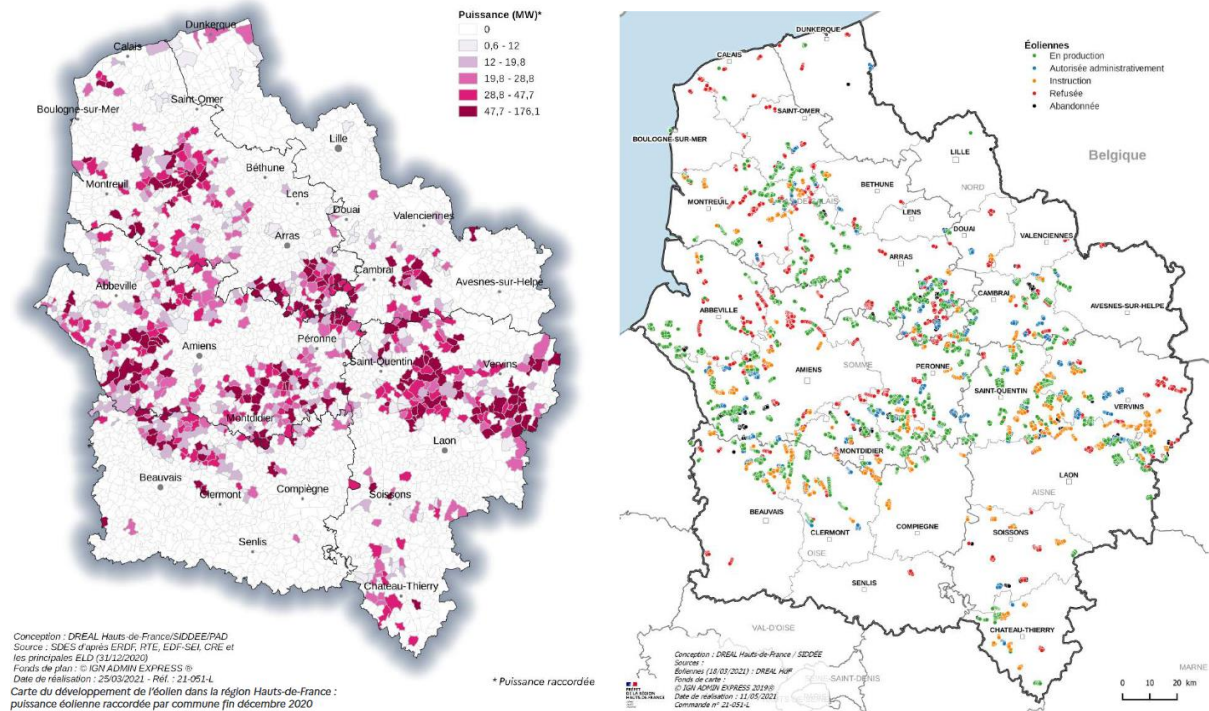 Puissance (MW)*
0
0,6 - 12
12 - 19.8
19,8 - 28,8
28,8 - 47,7
47,7 - 176,1
Dunkerque
Calais
Saint-Omer
Boulogne-sur-Mer
Lille
Béthune
Montreuil
Lens
Douai
Valenciennes
Arras
Cambrai
Avesnes-sur-Helpe
Abbeville
Péronne
Amiens
Saint-Quentin
Vervins
Montdidier
Laon
Beauvais
Clermont
Compiègne
Soissons
Senlis
Chateau-Thierry
Conception : DREAL Hauts-de-France/SIDDEE/PAD
Source : SDES d'après ERDF, RTE, EDF-SEI, CRE et
les principales ELD (31/12/2020)
Fonds de plan : © IGN ADMIN EXPRESS ®
Date de réalisation : 25/03/2021 - Réf. : 21-051-L
Carte du développement de l'éolien dans la région Hauts-de-France :
puissance éolienne raccordée par commune fin décembre 2020
* Puissance raccordée
Éoliennes
En production
Autorisée administrativement
Instruction
Refusée
Abandonnée
DUNKERQUE
CALAIS
SAINT-OMER
BOULOGNE-SUR-MER
LILLE
Belgique
BETHUNE
NORD
MONTREUIL
LENS
DOUAI
VALENCIENNES
ARRAS
CAMBRAI
AVESNES-SUR-HELPE
ABBEVILLE
SOMME
AMIENS
PERONNE
SAINT-QUENTIN
VERVINS
MONTDIDIER
LAON
AISNE
BEAUVAIS
CLERMONT
COMPIEGNE
SOISSONS
OISE
SENLIS
VAL-D'OISE
CHATEAU-THIERRY
MARNE
Conception : DREAL Hauts-de-France / SIDDÉE
Sources :
Éoliennes (18/03/2021) : DREAL HdF
Fonds de carte :
© IGN ADMIN EXPRESS 2019®
Date de réalisation : 11/05/2021
Commande n° 21-051-L
PRÉFET
DE LA RÉGION
HAUTS-DE-FRANCE
0 10 20 km